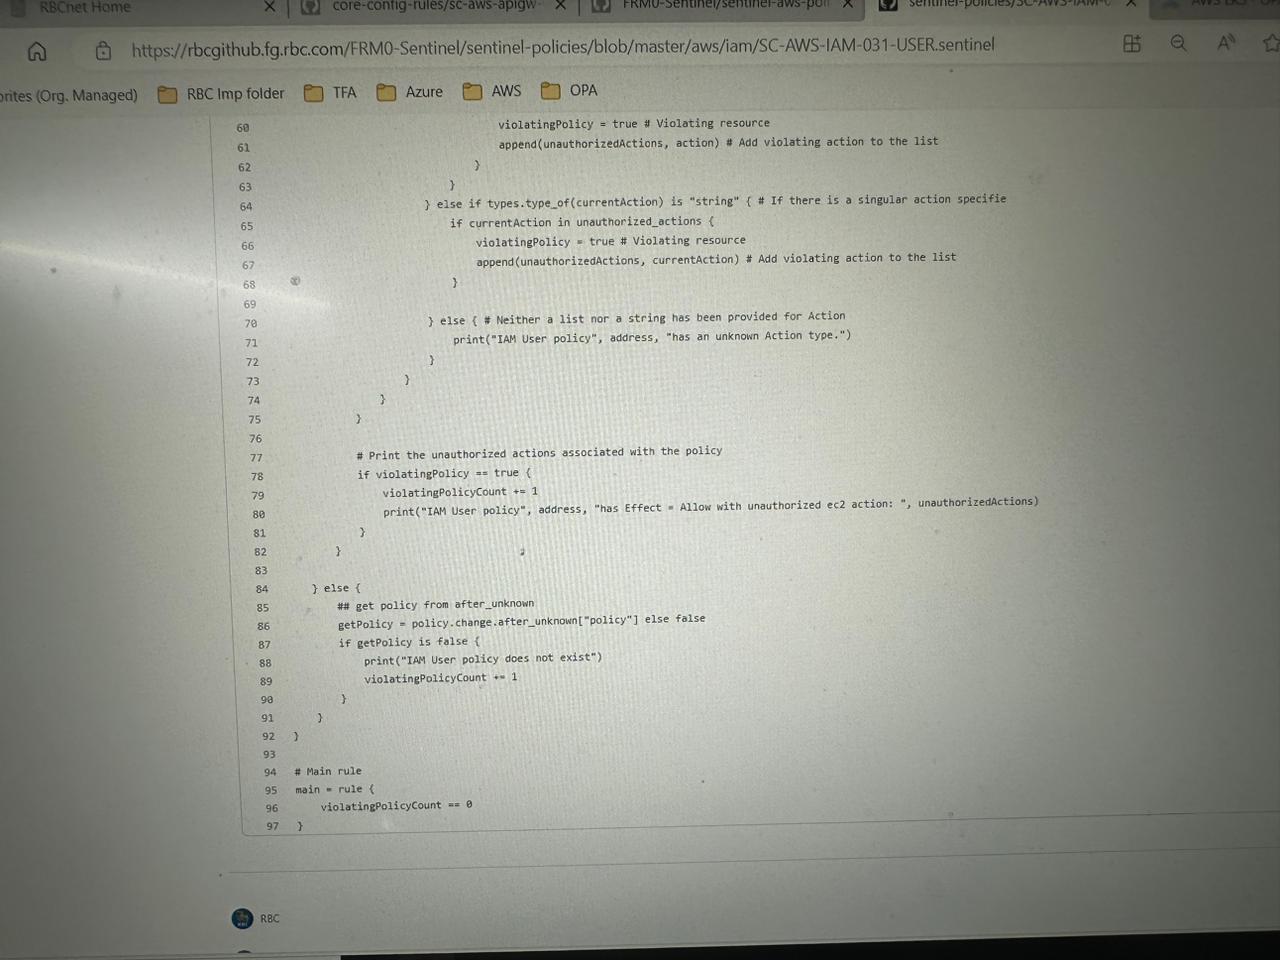 RBCnet Home
core-config-rules/sc-aws-apigw
FRM0-Sentinel/sentinel-aws-poli
sentinel-policies/SC-AWS-IAM-0
https://rbcgithub.fg.rbc.com/FRM0-Sentinel/sentinel-policies/blob/master/aws/iam/SC-AWS-IAM-031-USER.sentinel
orites (Org. Managed) RBC Imp folder TFA Azure AWS OPA
60 violatingPolicy = true # Violating resource
61 append(unauthorizedActions, action) # Add violating action to the list
62 }
63 }
64 } else if types.type_of(currentAction) is "string" { # If there is a singular action specifie
65 if currentAction in unauthorized_actions {
66 violatingPolicy = true # Violating resource
67 append(unauthorizedActions, currentAction) # Add violating action to the list
68 }
69
70 } else { # Neither a list nor a string has been provided for Action
71 print("IAM User policy", address, "has an unknown Action type.")
72 }
73 }
74 }
75 }
76
77 # Print the unauthorized actions associated with the policy
78 if violatingPolicy == true {
79 violatingPolicyCount += 1
80 print("IAM User policy", address, "has Effect = Allow with unauthorized ec2 action: ", unauthorizedActions)
81 }
82 }
83
84 } else {
85 ## get policy from after_unknown
86 getPolicy = policy.change.after_unknown["policy"] else false
87 if getPolicy is false {
88 print("IAM User policy does not exist")
89 violatingPolicyCount += 1
90 }
91 }
92 }
93
94 # Main rule
95 main = rule {
96 violatingPolicyCount == 0
97 }
RBC